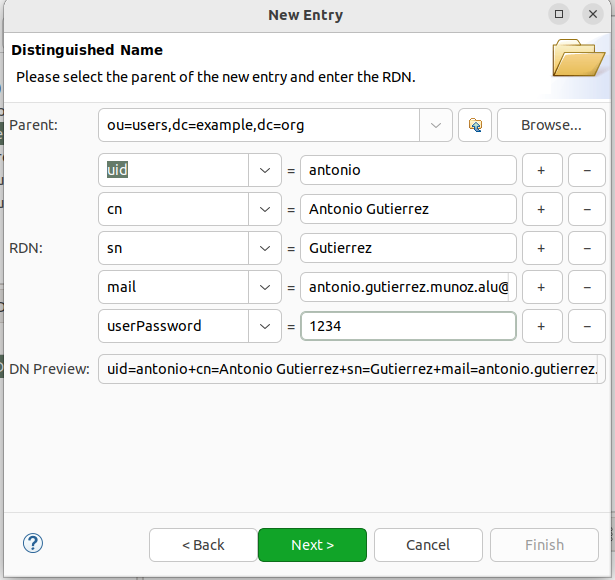 New Entry
Distinguished Name
Please select the parent of the new entry and enter the RDN.
Parent: ou=users,dc=example,dc=org Browse...
uid = antonio + -
cn = Antonio Gutierrez + -
RDN: sn = Gutierrez + -
mail = antonio.gutierrez.munoz.alu@ + -
userPassword = 1234 + -
DN Preview: uid=antonio+cn=Antonio Gutierrez+sn=Gutierrez+mail=antonio.gutierrez.
? < Back Next > Cancel Finish